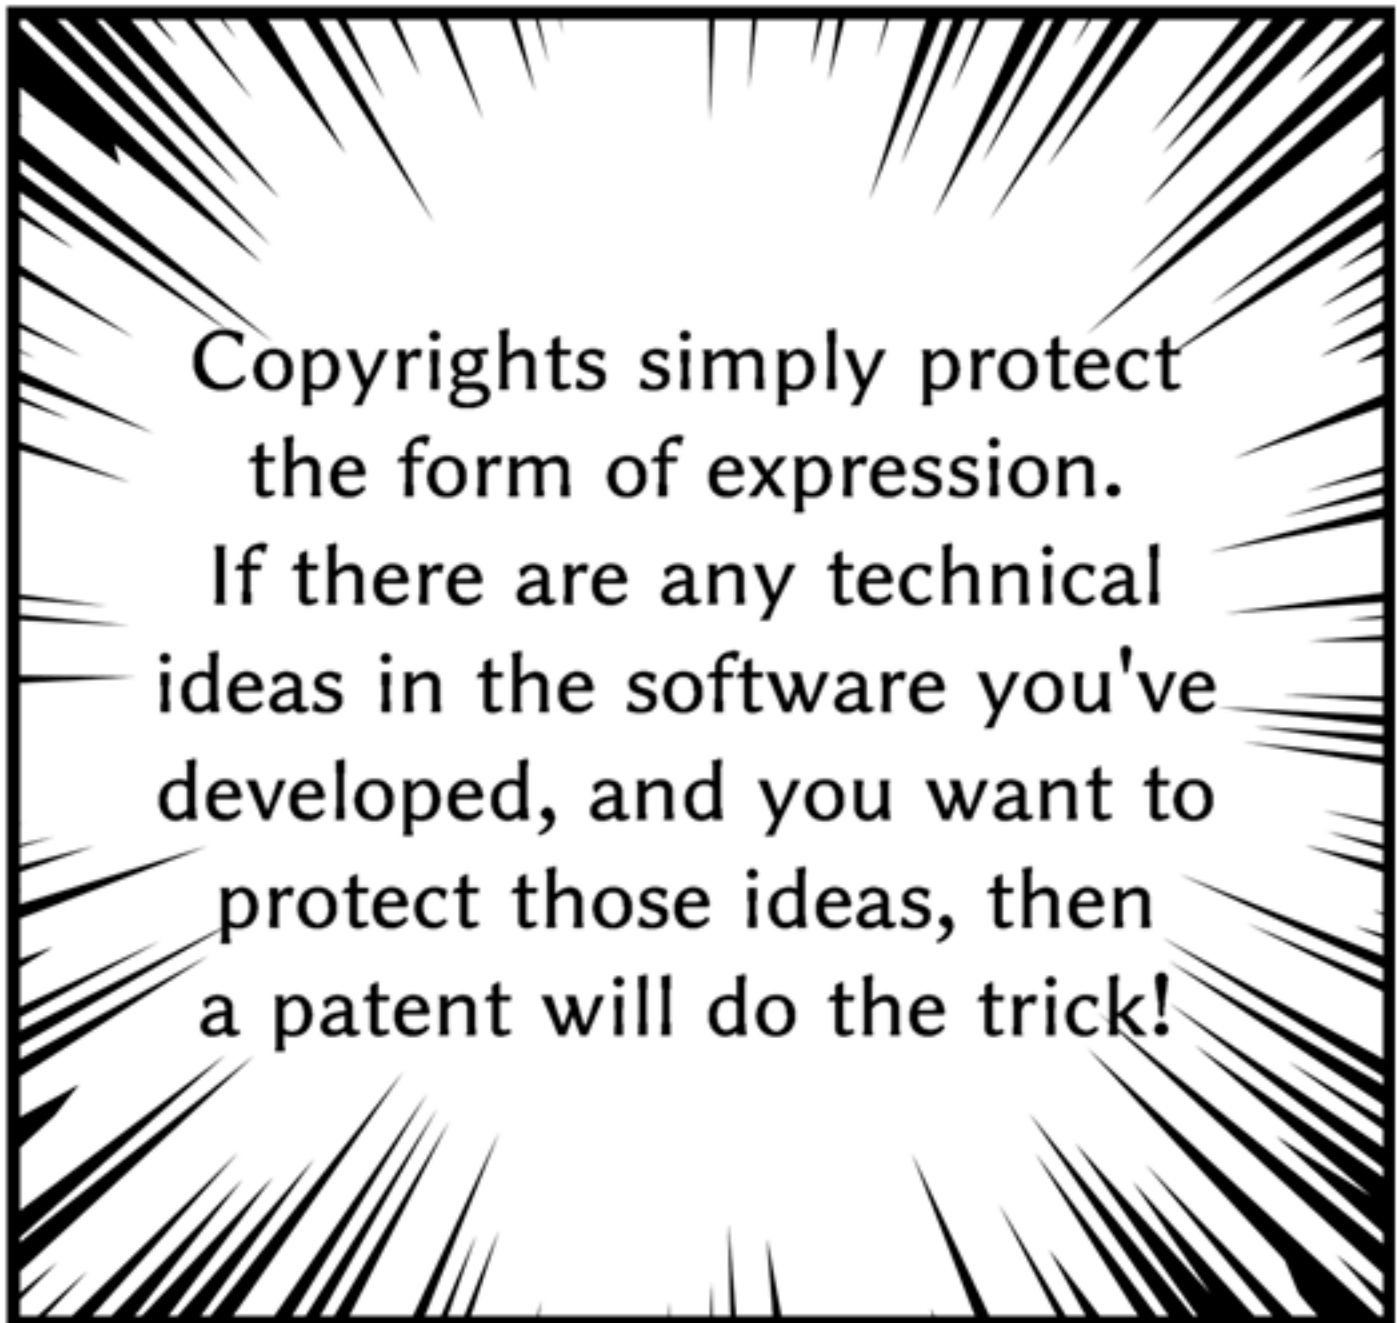 Copyrights simply protect
the form of expression.
If there are any technical
ideas in the software you've
developed, and you want to
protect those ideas, then
a patent will do the trick!